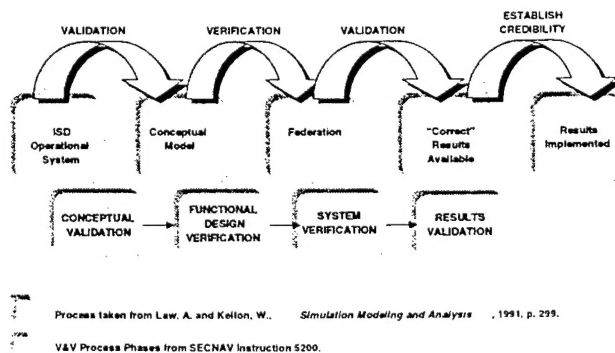 VALIDATION
VERIFICATION
VALIDATION
ESTABLISH
CREDIBILITY
ISD
Operational
System
Conceptual
Model
Federation
"Correct"
Results
Available
Results
Implemented
CONCEPTUAL
VALIDATION
FUNCTIONAL
DESIGN
VERIFICATION
SYSTEM
VERIFICATION
RESULTS
VALIDATION
Process taken from Law, A. and Kelton, W., Simulation Modeling and Analysis , 1991, p. 299.
V&V Process Phases from SECNAV Instruction 5200.